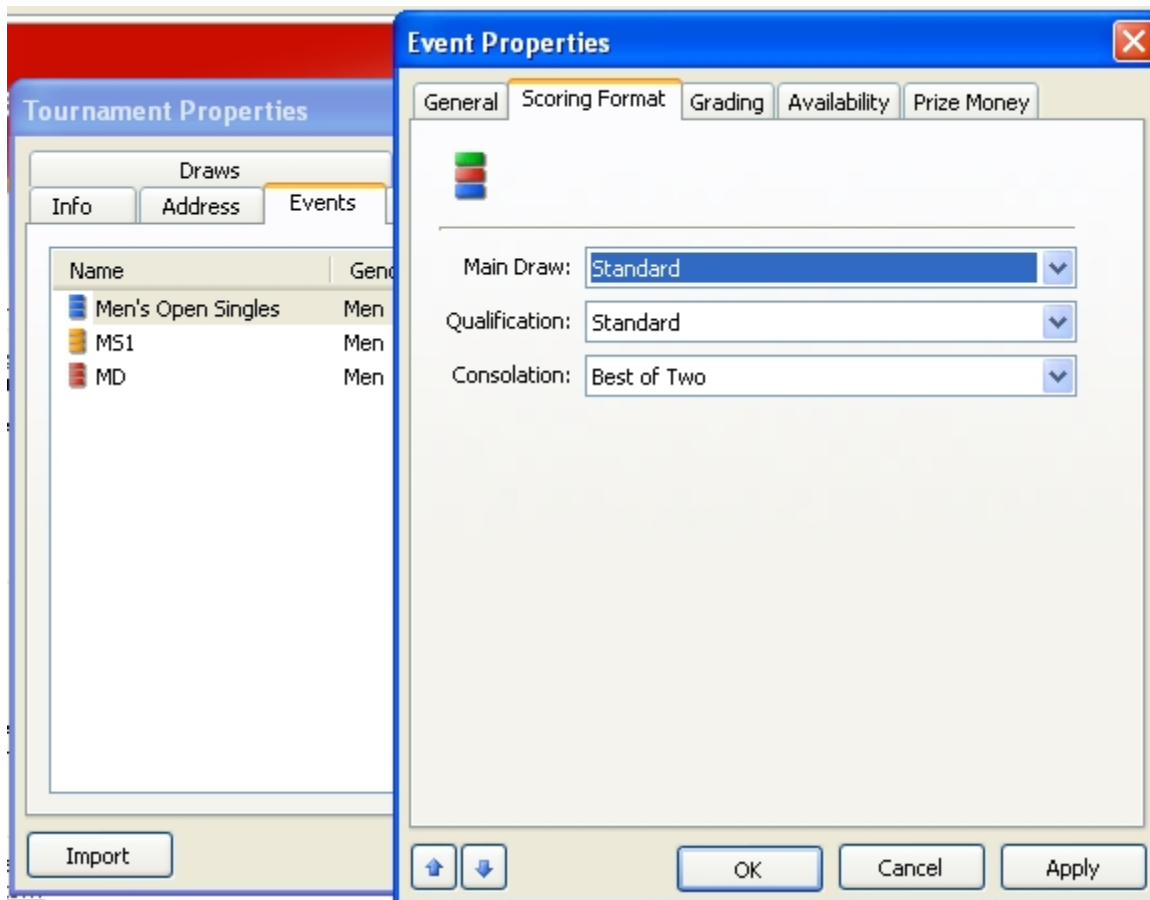 Tournament Properties
Draws
Info Address Events
Name Gend
Men's Open Singles Men
MS1 Men
MD Men
Import
Event Properties
General Scoring Format Grading Availability Prize Money
Main Draw: Standard
Qualification: Standard
Consolation: Best of Two
OK Cancel Apply